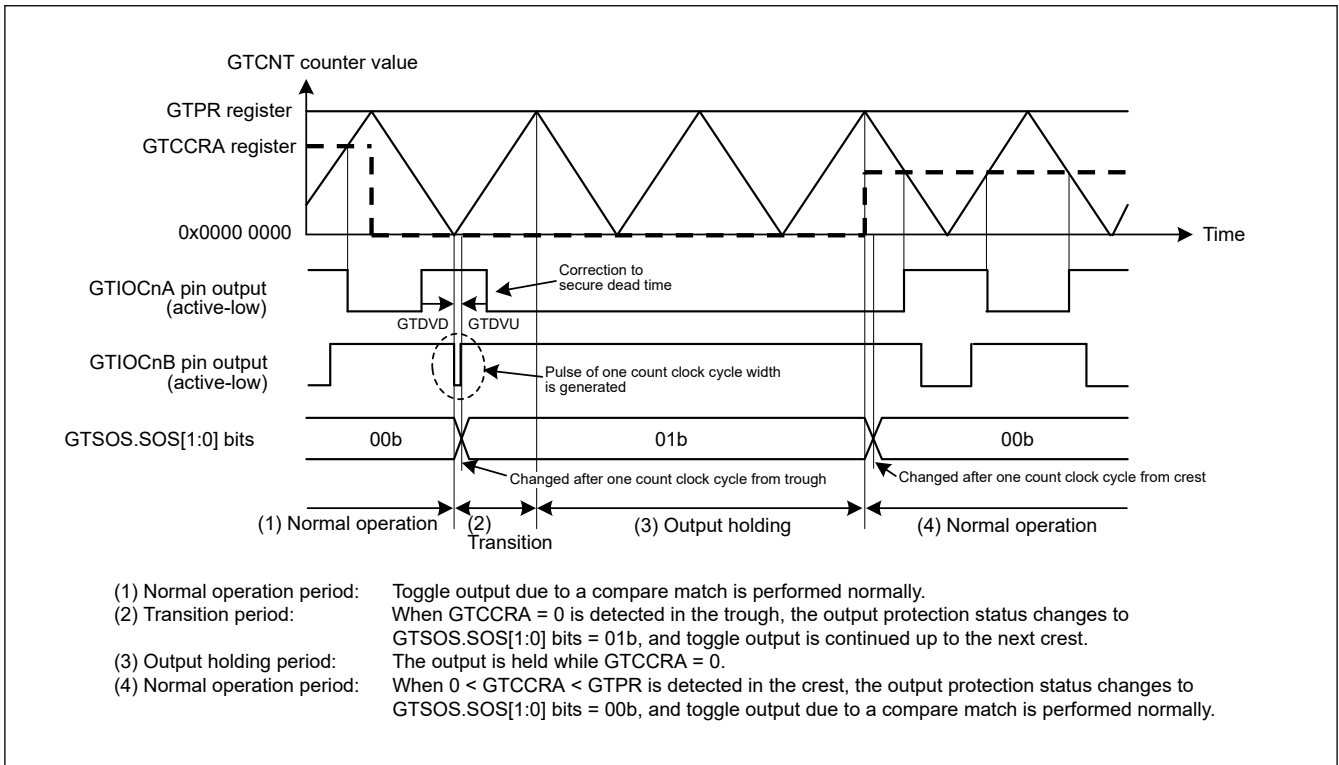 GTCNT counter value
GTPR register
GTCCRA register
0x0000 0000
Time
GTIOCnA pin output
(active-low)
Correction to
secure dead time
GTDVD
GTDVU
GTIOCnB pin output
(active-low)
Pulse of one count clock cycle width
is generated
GTSOS.SOS[1:0] bits
00b
01b
00b
Changed after one count clock cycle from trough
Changed after one count clock cycle from crest
(1) Normal operation
(2)
Transition
(3) Output holding
(4) Normal operation
(1) Normal operation period: Toggle output due to a compare match is performed normally.
(2) Transition period: When GTCCRA = 0 is detected in the trough, the output protection status changes to
GTSOS.SOS[1:0] bits = 01b, and toggle output is continued up to the next crest.
(3) Output holding period: The output is held while GTCCRA = 0.
(4) Normal operation period: When 0 < GTCCRA < GTPR is detected in the crest, the output protection status changes to
GTSOS.SOS[1:0] bits = 00b, and toggle output due to a compare match is performed normally.